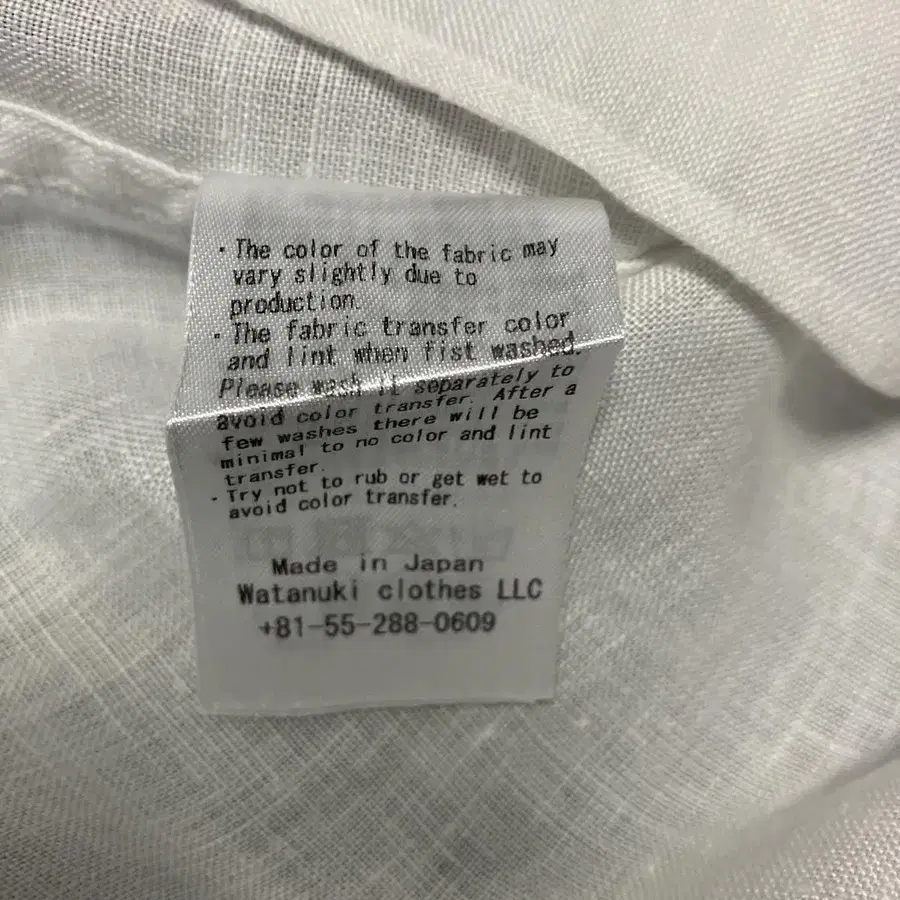 ・The color of the fabric may
vary slightly due to
production.
・The fabric transfer color
and lint when fist washed.
Please wash it separately to
avoid color transfer. After a
few washes there will be
minimal to no color and lint
transfer.
・Try not to rub or get wet to
avoid color transfer.
Made in Japan
Watanuki clothes LLC
+81-55-288-0609